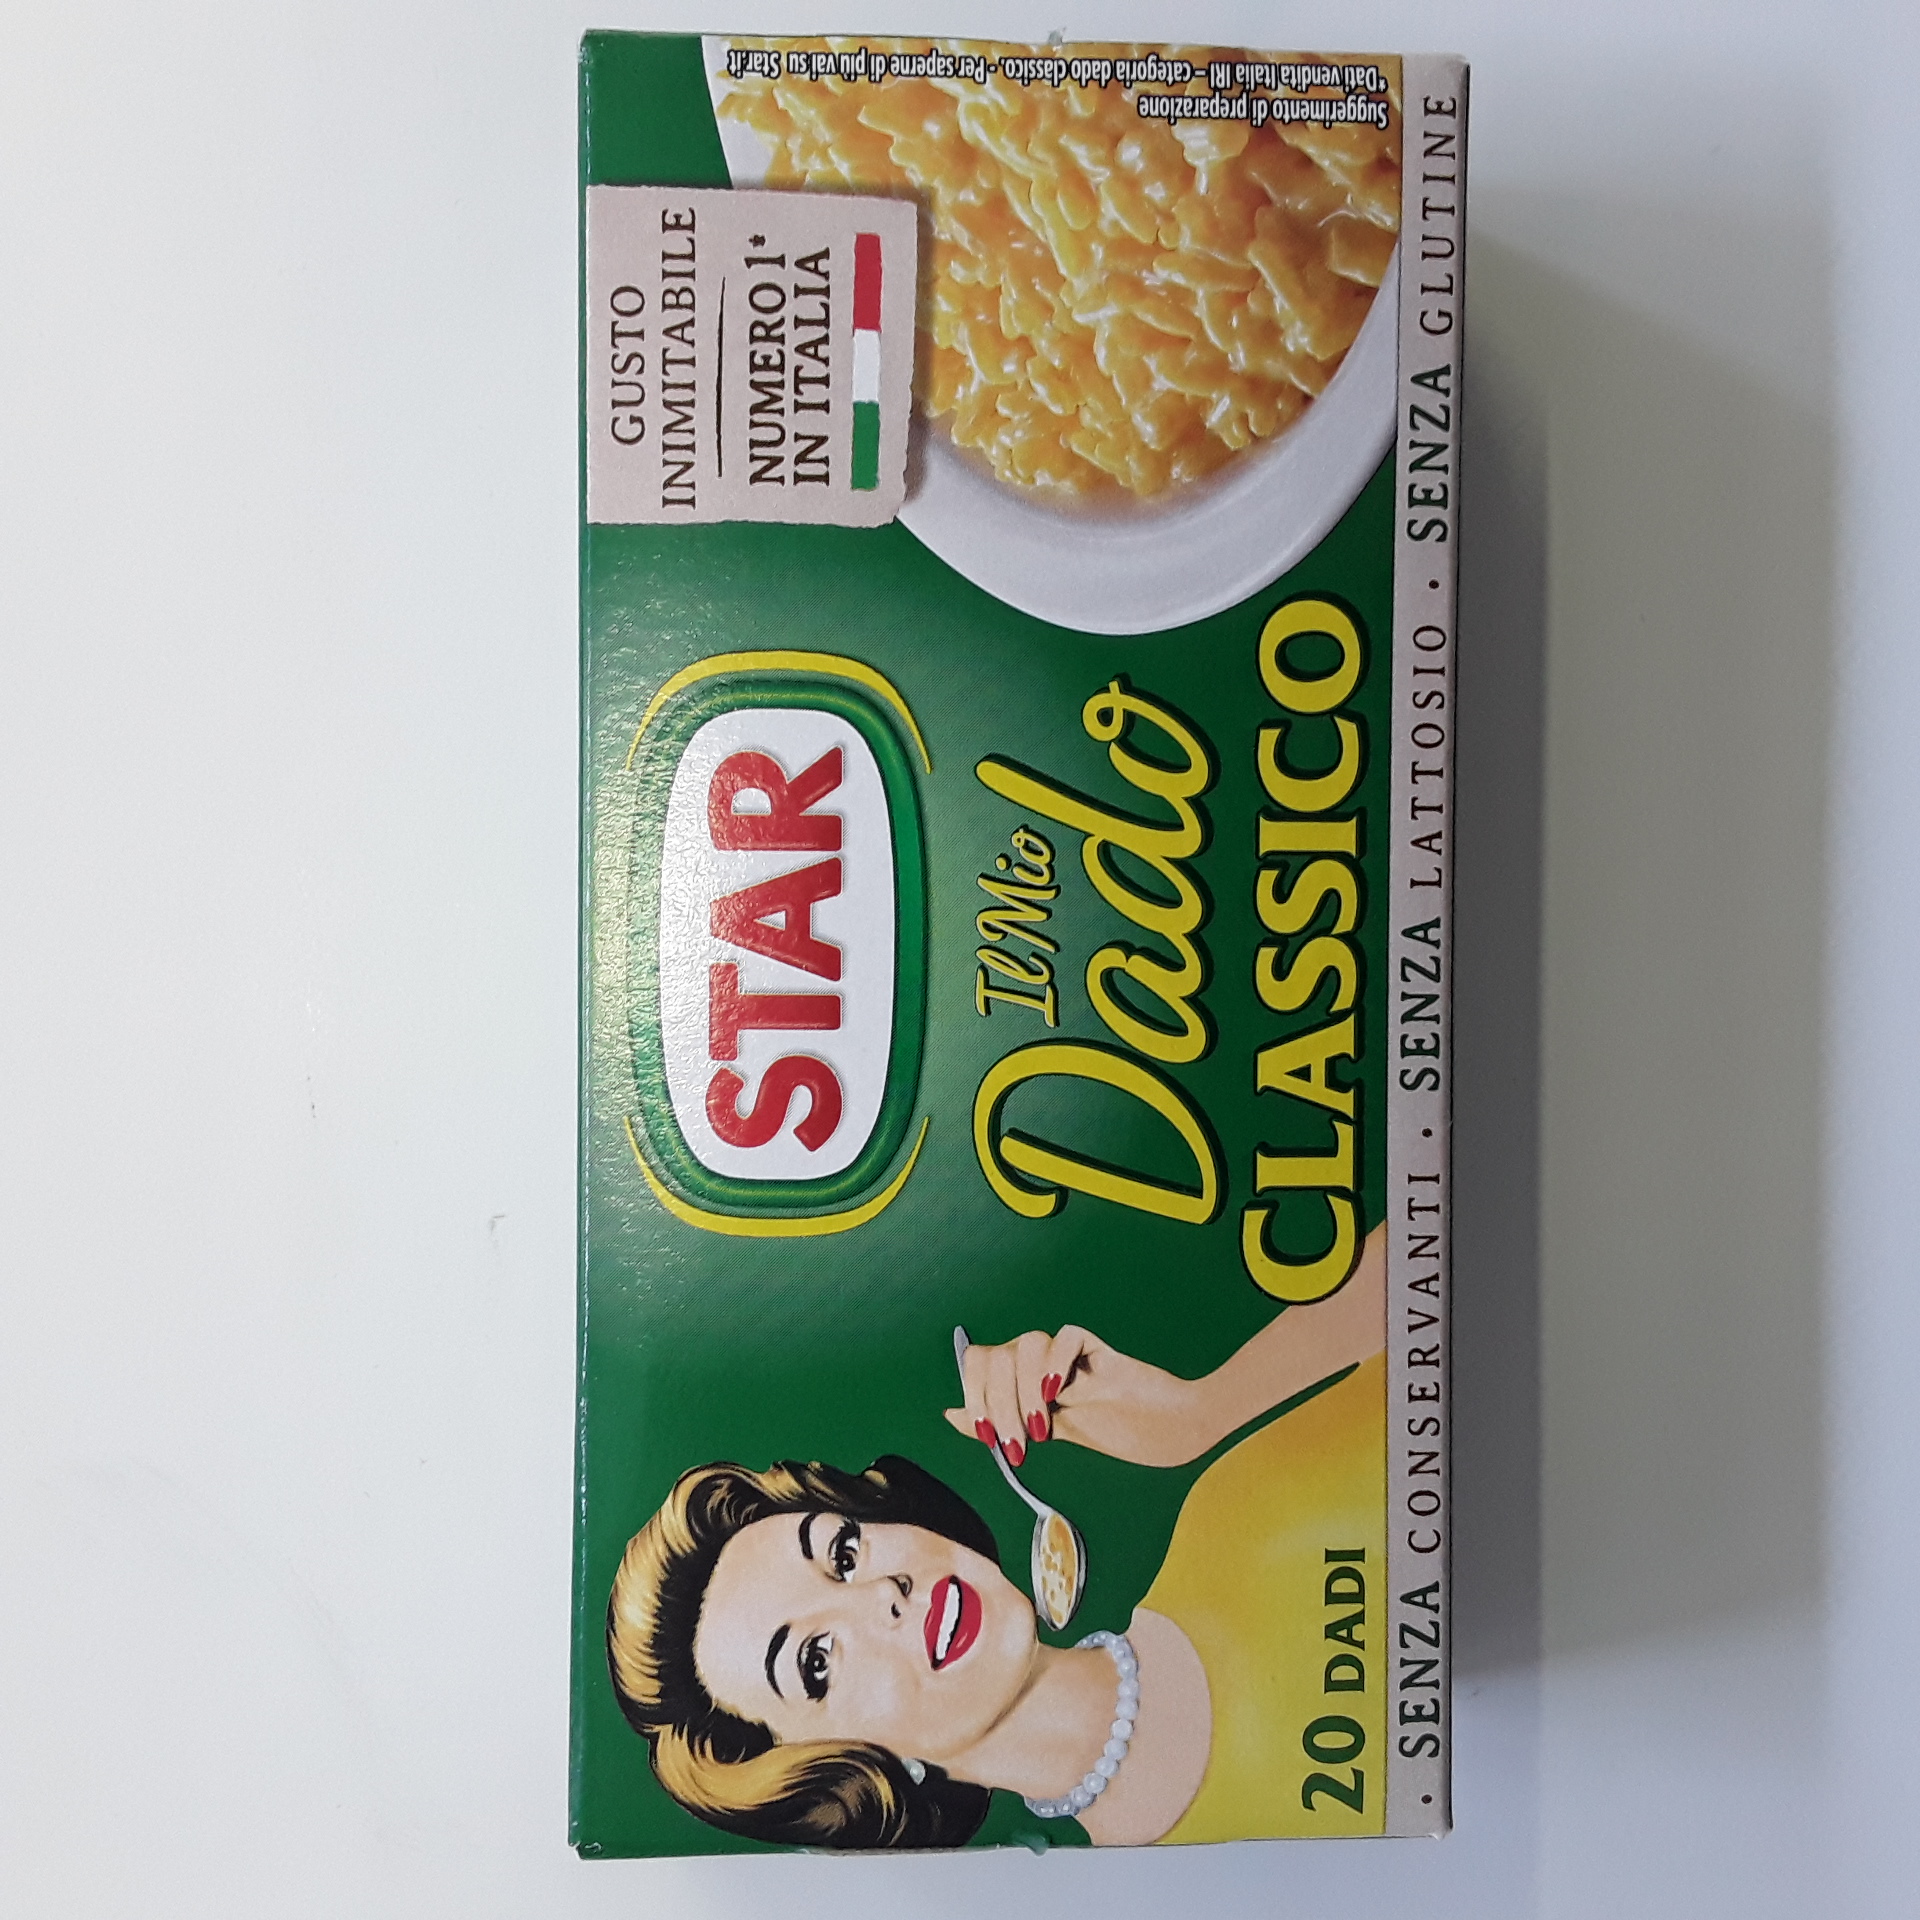 STAR
Il Mio
Dado
CLASSICO
20 DADI
GUSTO
INIMITABILE
NUMERO 1*
IN ITALIA
Suggerimento di preparazione
*Dati vendita Italia IRI – categoria dado classico. - Per saperne di più vai su Star.it
• SENZA CONSERVANTI • SENZA LATTOSIO • SENZA GLUTINE